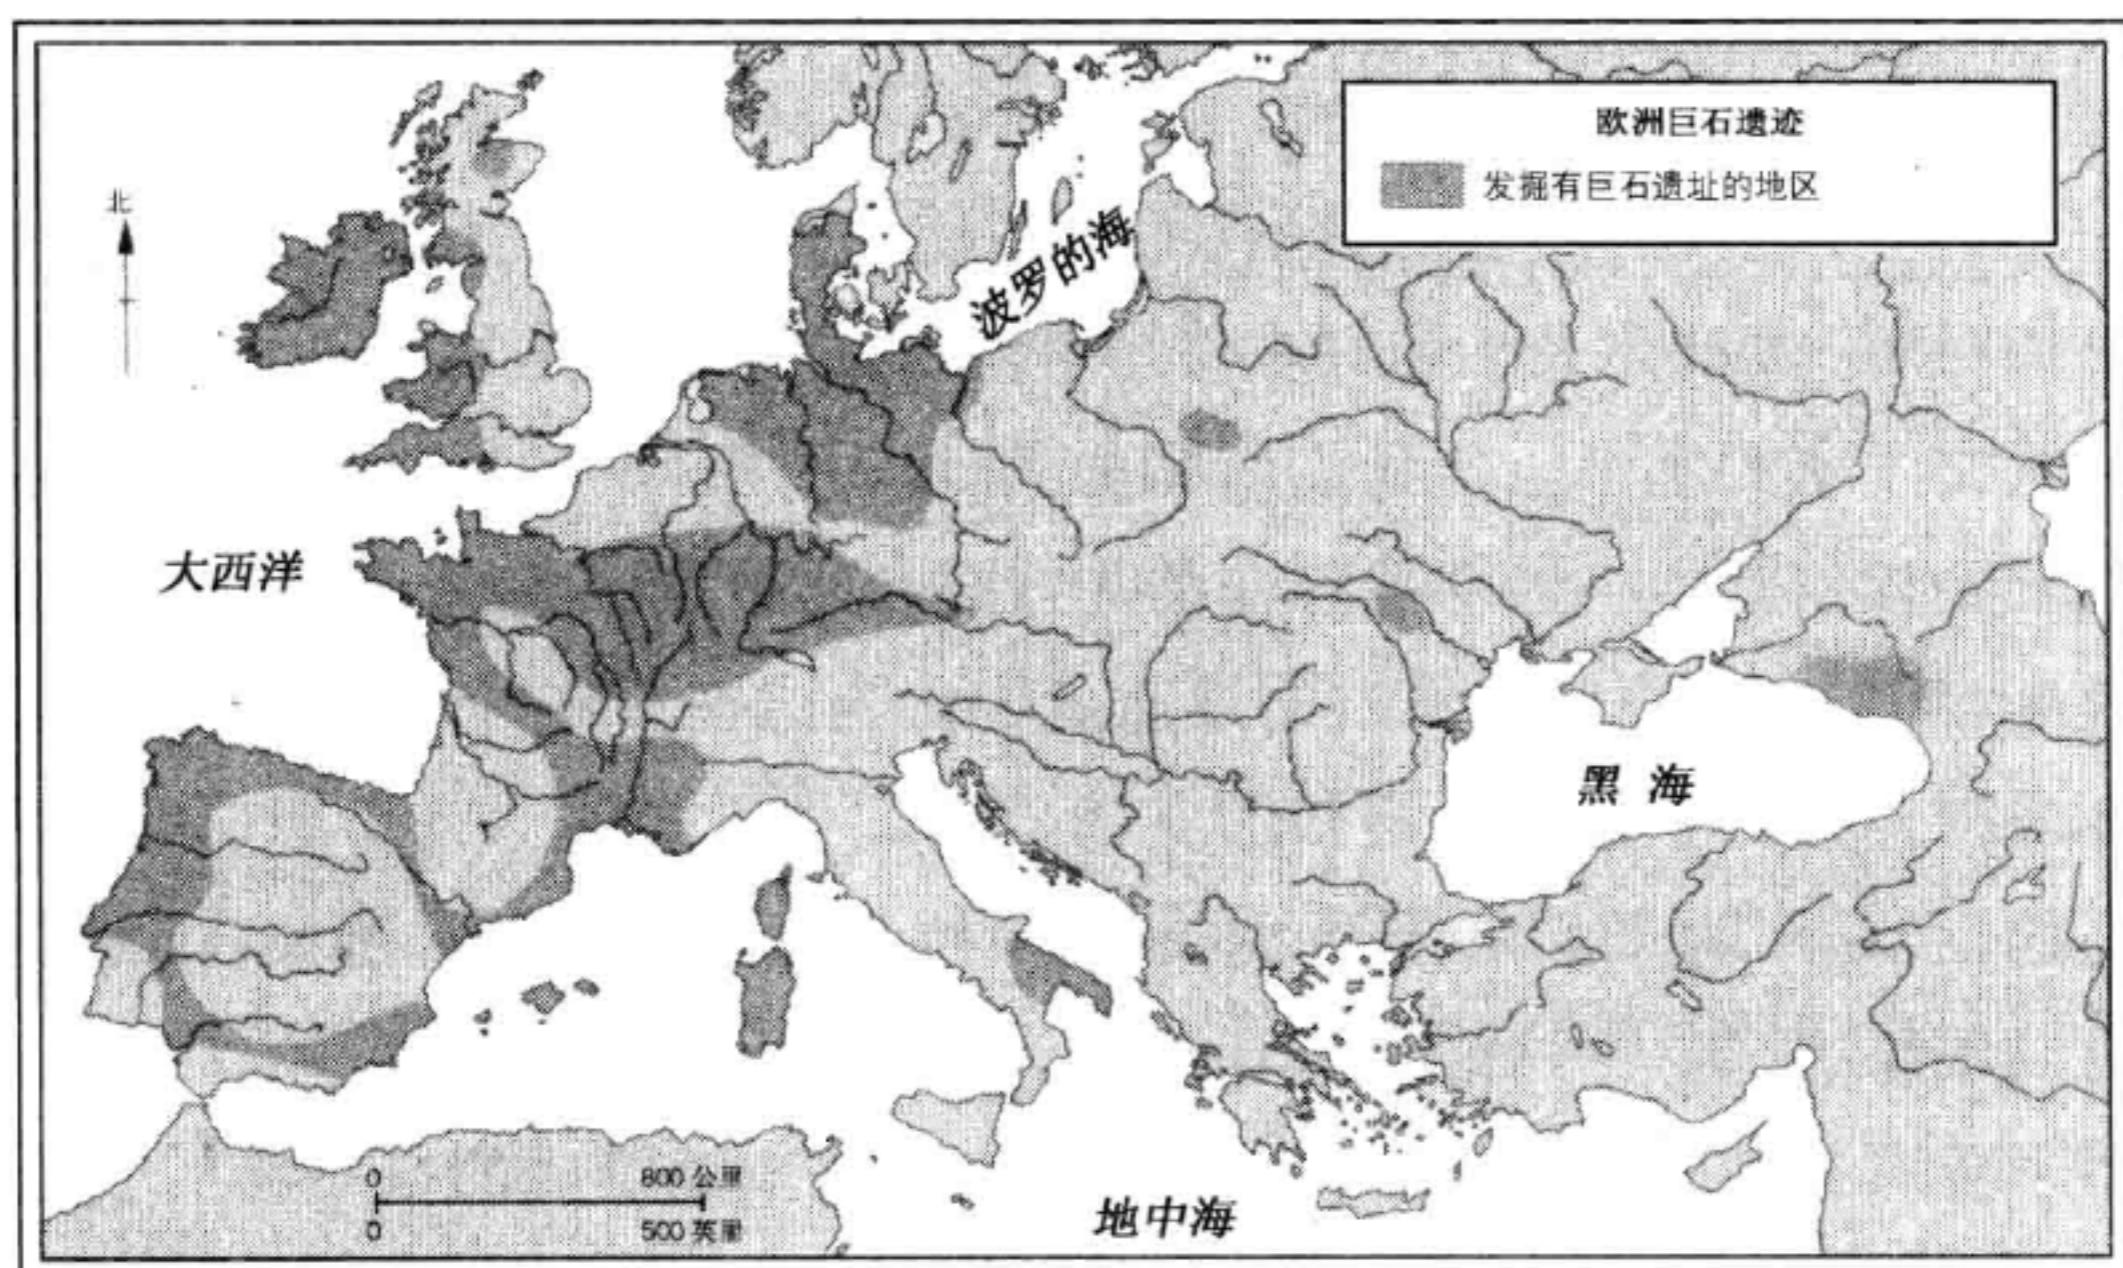 欧洲巨石遗迹
发掘有巨石遗址的地区
北
波罗的海
大西洋
黑 海
0 800 公里
0 500 英里
地中海